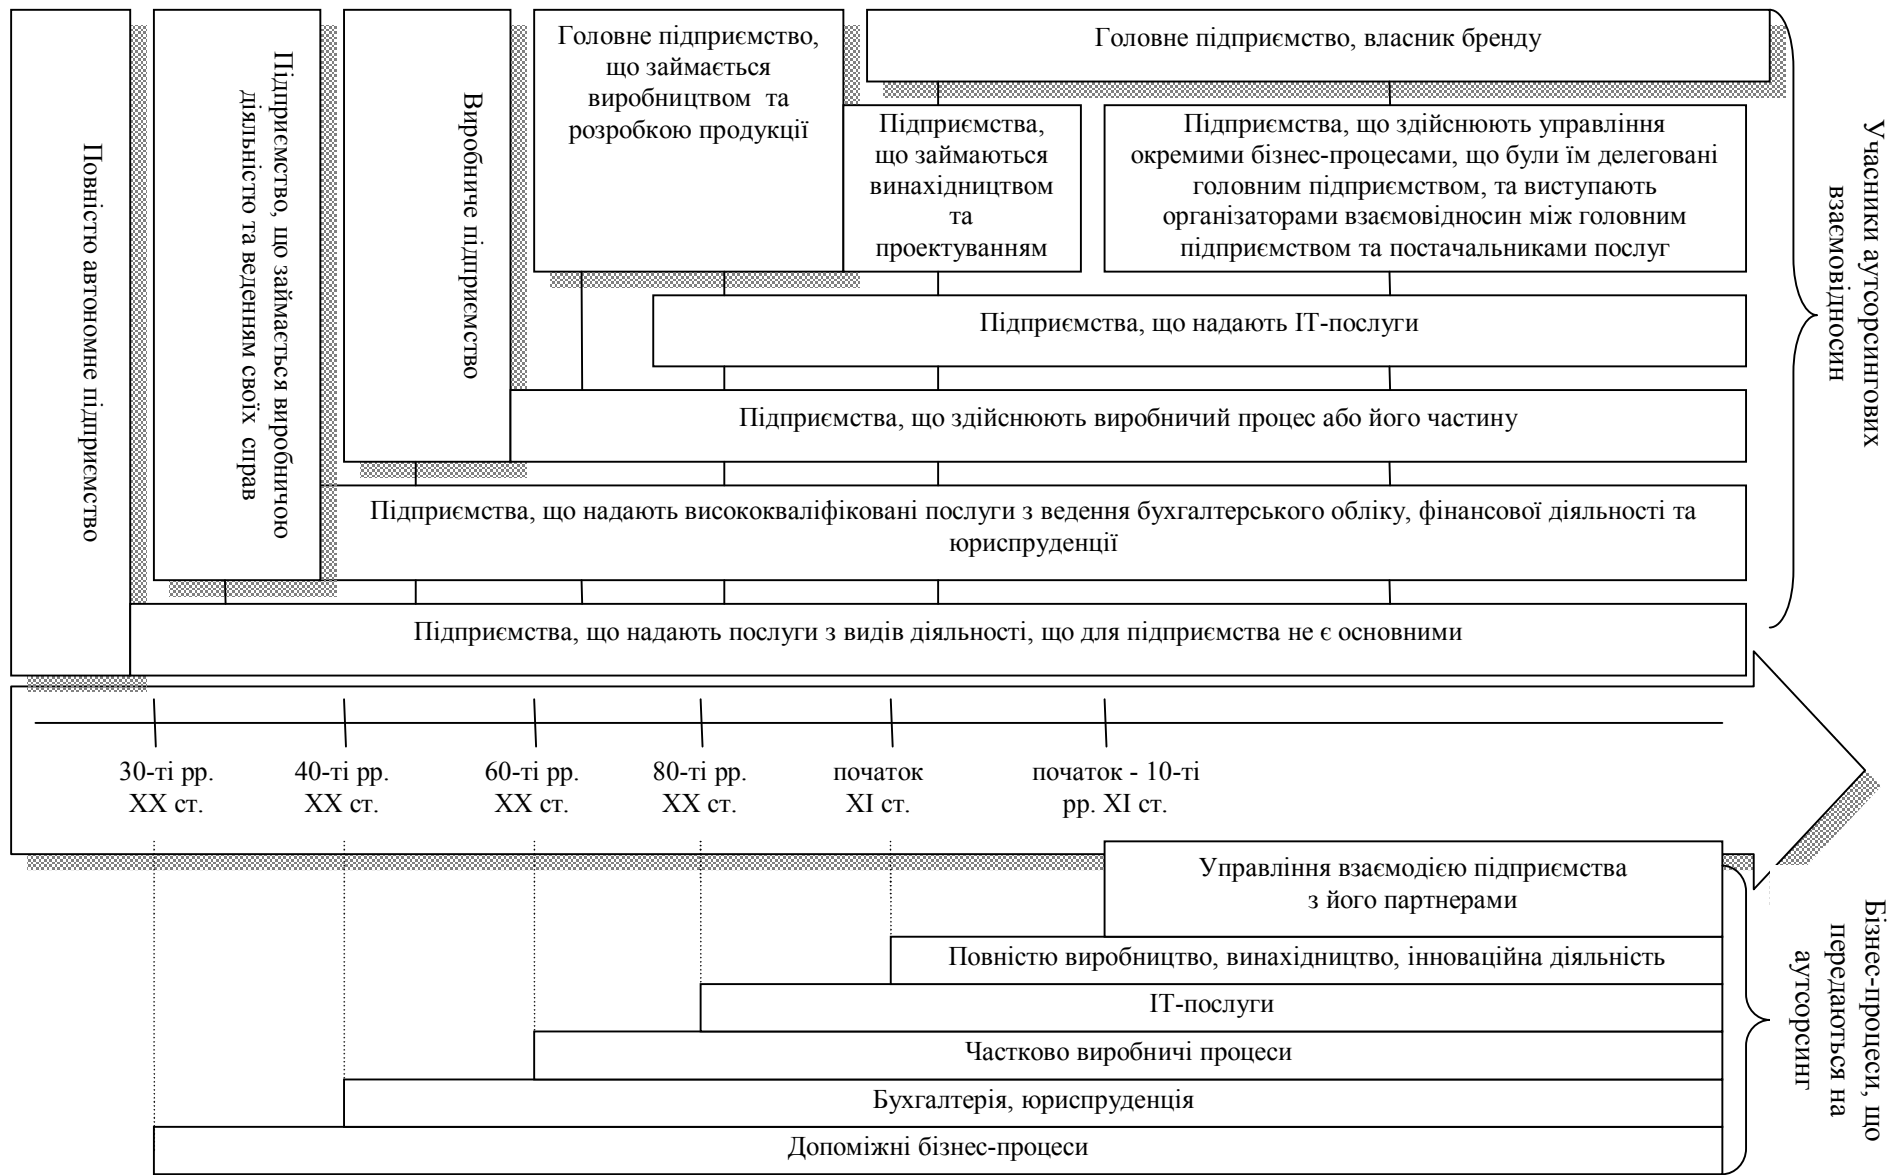 Повністю автономне підприємство
Підприємство, що займається виробничою
діяльністю та веденням своїх справ
Виробниче підприємство
Головне підприємство,
що займається
виробництвом та
розробкою продукції
Головне підприємство, власник бренду
Підприємства,
що займаються
винахідництвом
та
проектуванням
Підприємства, що здійснюють управління
окремими бізнес-процесами, що були їм делеговані
головним підприємством, та виступають
організаторами взаємовідносин між головним
підприємством та постачальниками послуг
Підприємства, що надають ІТ-послуги
Підприємства, що здійснюють виробничий процес або його частину
Підприємства, що надають висококваліфіковані послуги з ведення бухгалтерського обліку, фінансової діяльності та
юриспруденції
Підприємства, що надають послуги з видів діяльності, що для підприємства не є основними
Учасники аутсорсингових
взаємовідносин
30-ті рр.
ХХ ст.
40-ті рр.
ХХ ст.
60-ті рр.
ХХ ст.
80-ті рр.
ХХ ст.
початок
ХІ ст.
початок - 10-ті
рр. ХІ ст.
Управління взаємодією підприємства
з його партнерами
Повністю виробництво, винахідництво, інноваційна діяльність
ІТ-послуги
Частково виробничі процеси
Бухгалтерія, юриспруденція
Допоміжні бізнес-процеси
Бізнес-процеси, що
передаються на
аутсорсинг